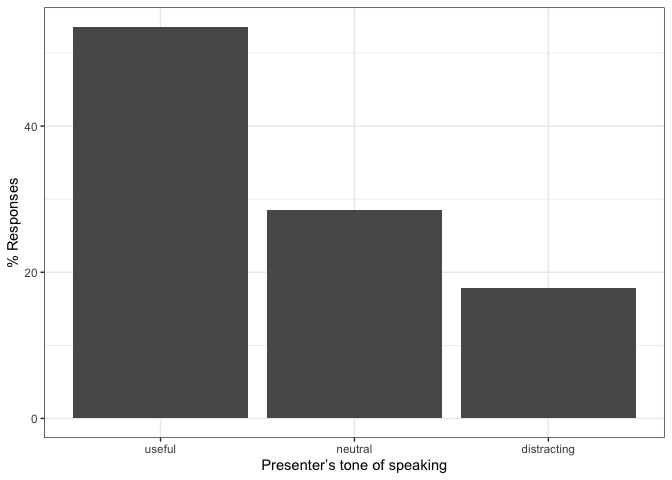 % Responses
40
20
0
useful
neutral
distracting
Presenter’s tone of speaking